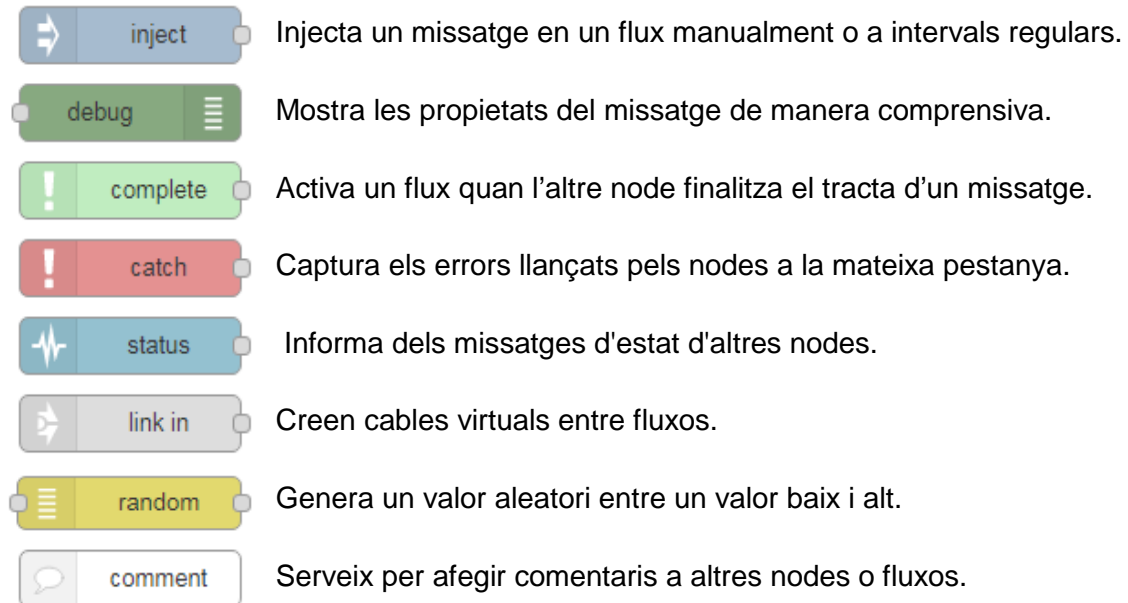 inject Injecta un missatge en un flux manualment o a intervals regulars.
debug Mostra les propietats del missatge de manera comprensiva.
complete Activa un flux quan l’altre node finalitza el tracta d’un missatge.
catch Captura els errors llançats pels nodes a la mateixa pestanya.
status Informa dels missatges d'estat d'altres nodes.
link in Creen cables virtuals entre fluxos.
random Genera un valor aleatori entre un valor baix i alt.
comment Serveix per afegir comentaris a altres nodes o fluxos.